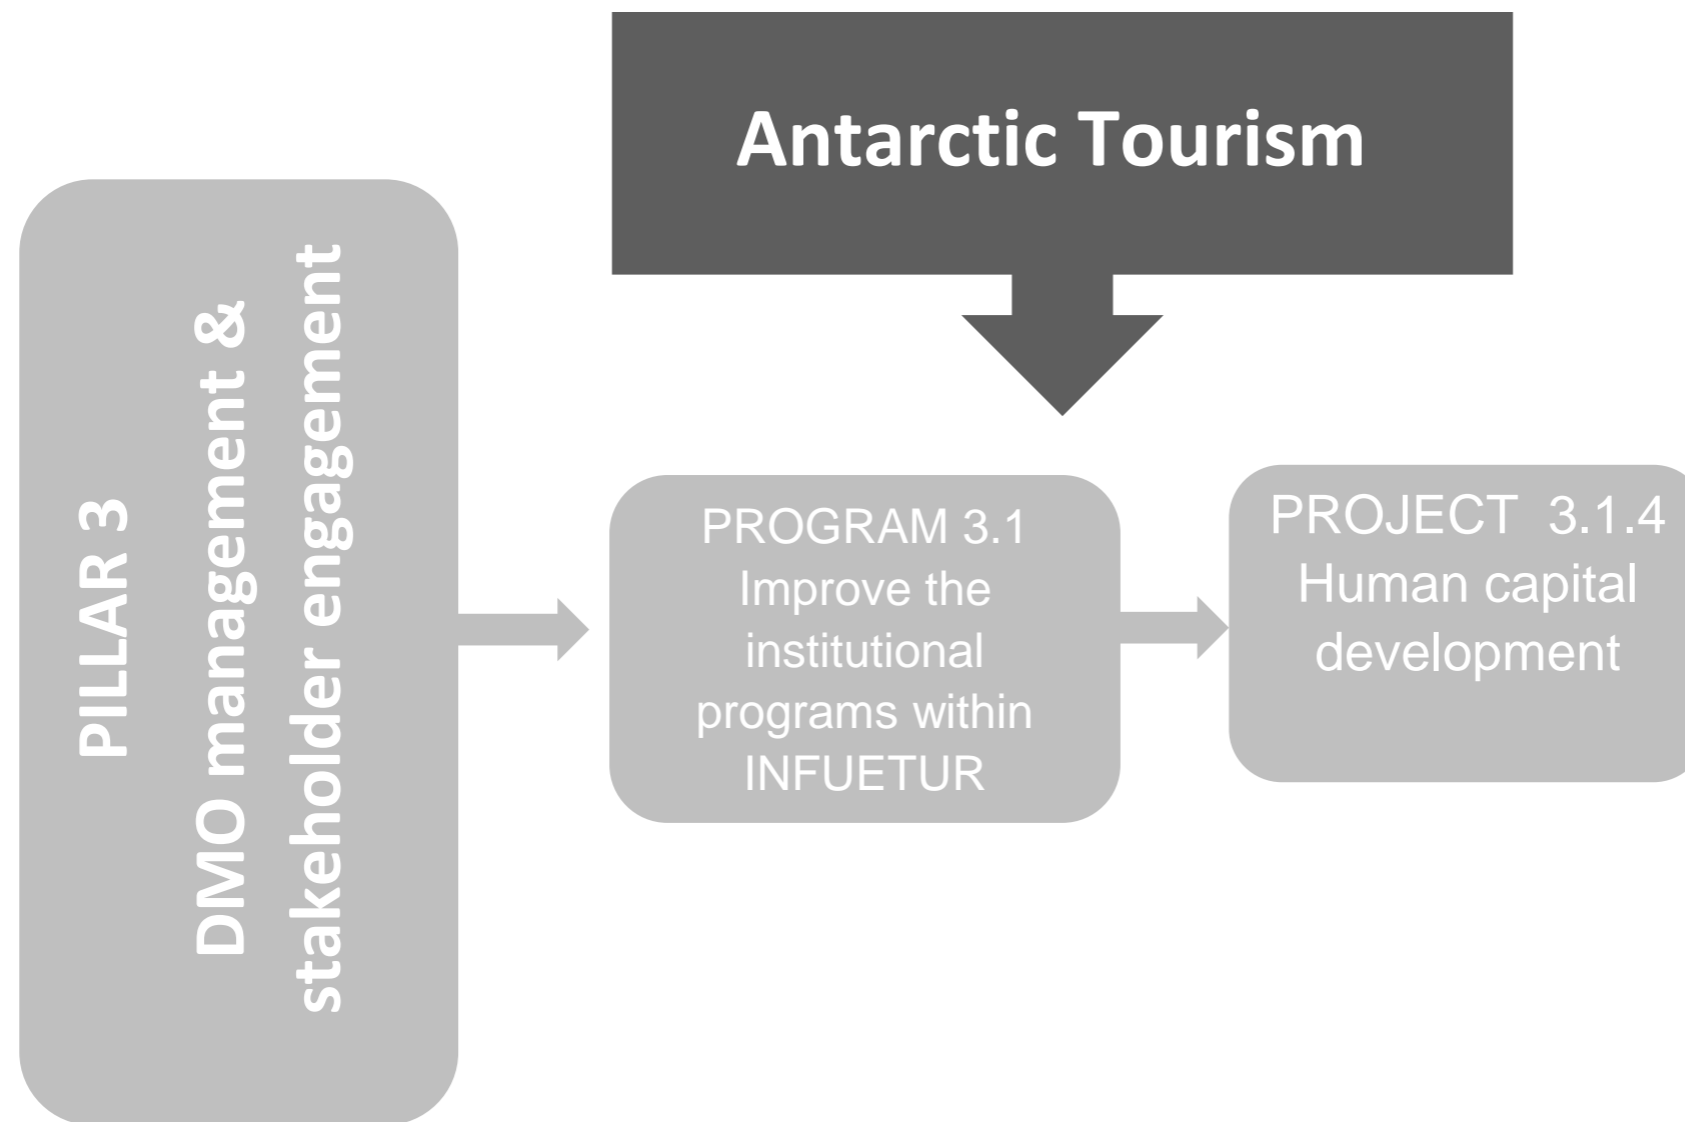 Antarctic Tourism
PILLAR 3
DMO management &
stakeholder engagement
PROGRAM 3.1
Improve the
institutional
programs within
INFUETUR
PROJECT 3.1.4
Human capital
development